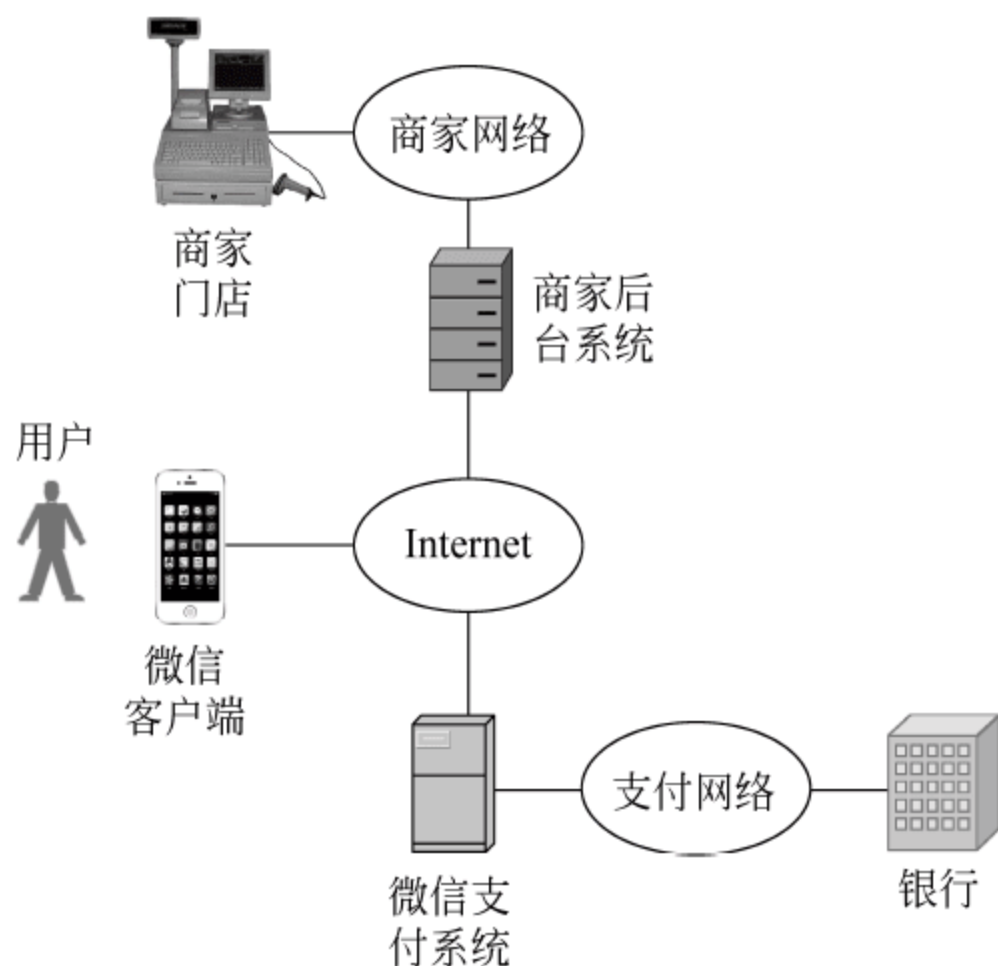 商家网络
商家
门店
商家后
台系统
用户
Internet
微信
客户端
支付网络
微信支
付系统
银行